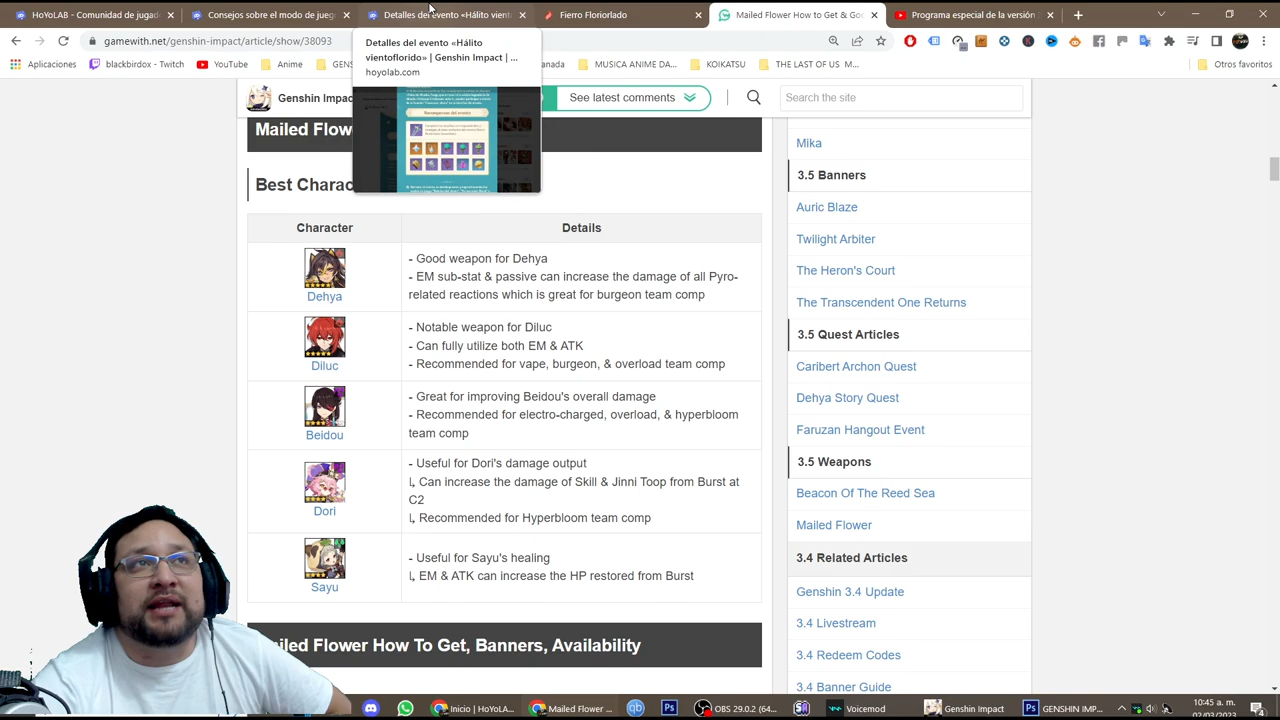 HoYoLAB - Comunidad de jugad
Consejos sobre el modo de jueg
Detalles del evento «Hálito vient
Fierro Floriorlado
Mailed Flower How to Get & Goo
Programa especial de la versión
gamewith.net/genshin-impact/article/show/38093
Aplicaciones
blackbirdox - Twitch
YouTube
Anime
GEN
anada
MUSICA ANIME DA...
KOIKATSU
THE LAST OF US M...
Otros favoritos
Detalles del evento «Hálito
vientoflorido» | Genshin Impact | ...
hoyolab.com
Recompensas del evento
Genshin Impac
See latest comments
Search the site
Mailed Flow
Best Charac
Character
Details
Dehya
- Good weapon for Dehya
- EM sub-stat & passive can increase the damage of all Pyro-
related reactions which is great for burgeon team comp
Diluc
- Notable weapon for Diluc
- Can fully utilize both EM & ATK
- Recommended for vape, burgeon, & overload team comp
Beidou
- Great for improving Beidou's overall damage
- Recommended for electro-charged, overload, & hyperbloom
team comp
Dori
- Useful for Dori's damage output
↳ Can increase the damage of Skill & Jinni Toop from Burst at
C2
↳ Recommended for Hyperbloom team comp
Sayu
- Useful for Sayu's healing
↳ EM & ATK can increase the HP restored from Burst
ailed Flower How To Get, Banners, Availability
Mika
3.5 Banners
Auric Blaze
Twilight Arbiter
The Heron's Court
The Transcendent One Returns
3.5 Quest Articles
Caribert Archon Quest
Dehya Story Quest
Faruzan Hangout Event
3.5 Weapons
Beacon Of The Reed Sea
Mailed Flower
3.4 Related Articles
Genshin 3.4 Update
3.4 Livestream
3.4 Redeem Codes
3.4 Banner Guide
Inicio | HoYoLA...
Mailed Flower ...
OBS 29.0.2 (64...
Voicemod
Genshin Impact
GENSHIN IMP...
10:45 a. m.
02/03/2023